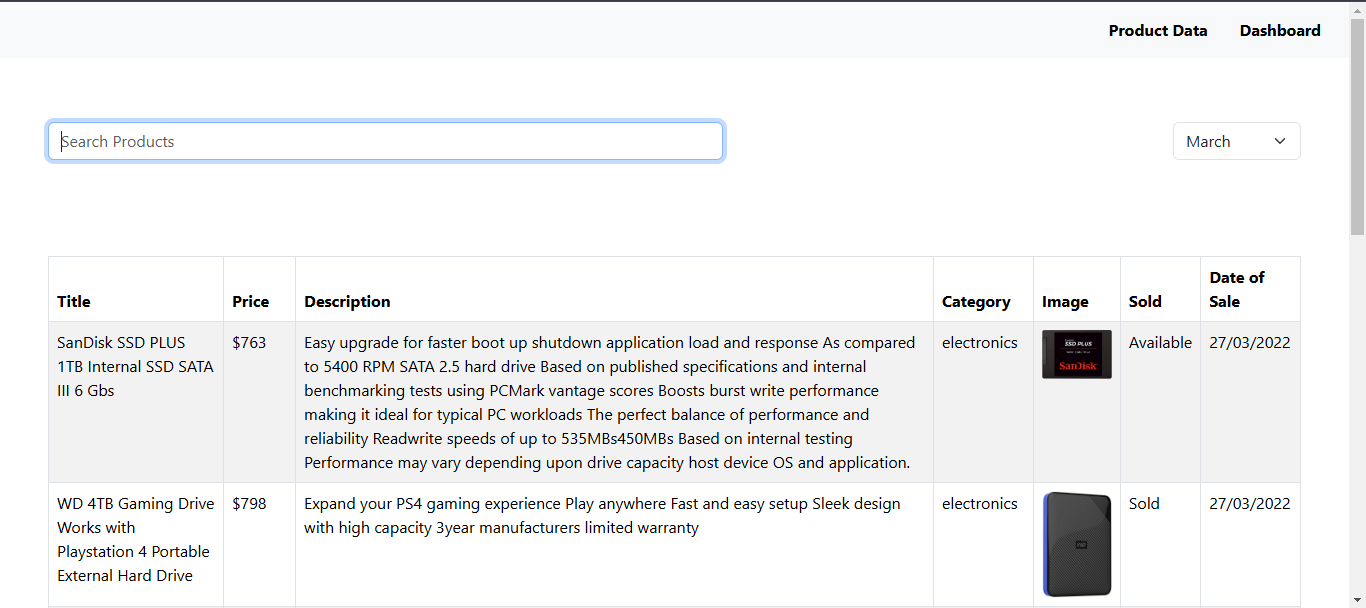 Product Data Dashboard
Search Products
March
Title Price Description Category Image Sold Date of
Sale
SanDisk SSD PLUS
1TB Internal SSD SATA
III 6 Gbs
$763
Easy upgrade for faster boot up shutdown application load and response As compared
to 5400 RPM SATA 2.5 hard drive Based on published specifications and internal
benchmarking tests using PCMark vantage scores Boosts burst write performance
making it ideal for typical PC workloads The perfect balance of performance and
reliability Readwrite speeds of up to 535MBs450MBs Based on internal testing
Performance may vary depending upon drive capacity host device OS and application.
electronics
SSD PLUS
SanDisk
Available
27/03/2022
WD 4TB Gaming Drive
Works with
Playstation 4 Portable
External Hard Drive
$798
Expand your PS4 gaming experience Play anywhere Fast and easy setup Sleek design
with high capacity 3year manufacturers limited warranty
electronics
Sold
27/03/2022